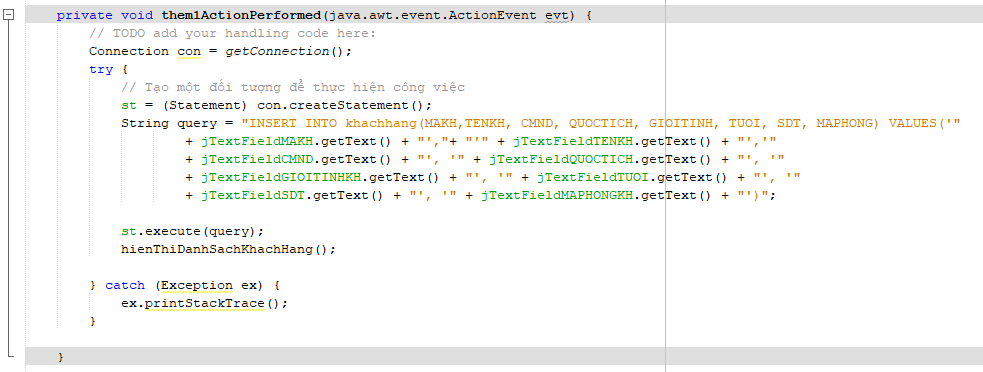 private void them1ActionPerformed(java.awt.event.ActionEvent evt) {
// TODO add your handling code here:
Connection con = getConnection();
try {
// Tạo một đối tượng để thực hiện công việc
st = (Statement) con.createStatement();
String query = "INSERT INTO khachhang(MAKH,TENKH, CMND, QUOCTICH, GIOITINH, TUOI, SDT, MAPHONG) VALUES('"
+ jTextFieldMAKH.getText() + "',"+ "'" + jTextFieldTENKH.getText() + "','"
+ jTextFieldCMND.getText() + "', '" + jTextFieldQUOCTICH.getText() + "', '"
+ jTextFieldGIOITINHKH.getText() + "', '" + jTextFieldTUOI.getText() + "', '"
+ jTextFieldSDT.getText() + "', '" + jTextFieldMAPHONGKH.getText() + "')";
st.execute(query);
hienThiDanhSachKhachHang();
} catch (Exception ex) {
ex.printStackTrace();
}
}